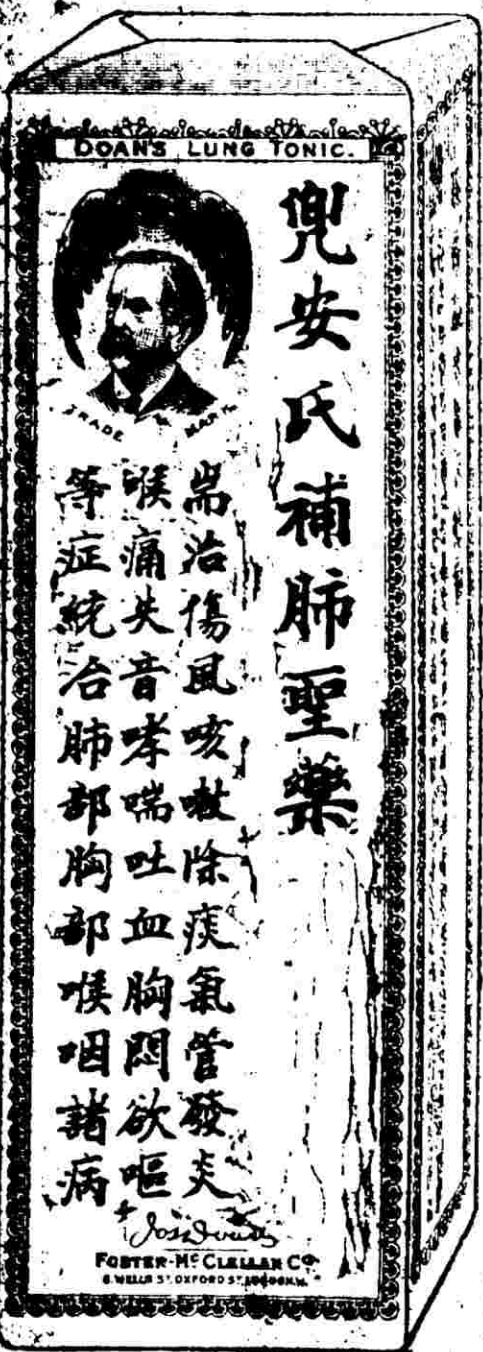 DOAN'S LUNG TONIC.
TRADE MARK
兜安氏補肺聖藥
耑治傷風咳嗽除痰氣管發炎
喉痛失音哮喘吐血胸悶欲嘔
等症統治肺部胸部喉咽諸病
FOSTER-McCLELLAN Co.
8 WELLS ST OXFORD ST LONDON.W.